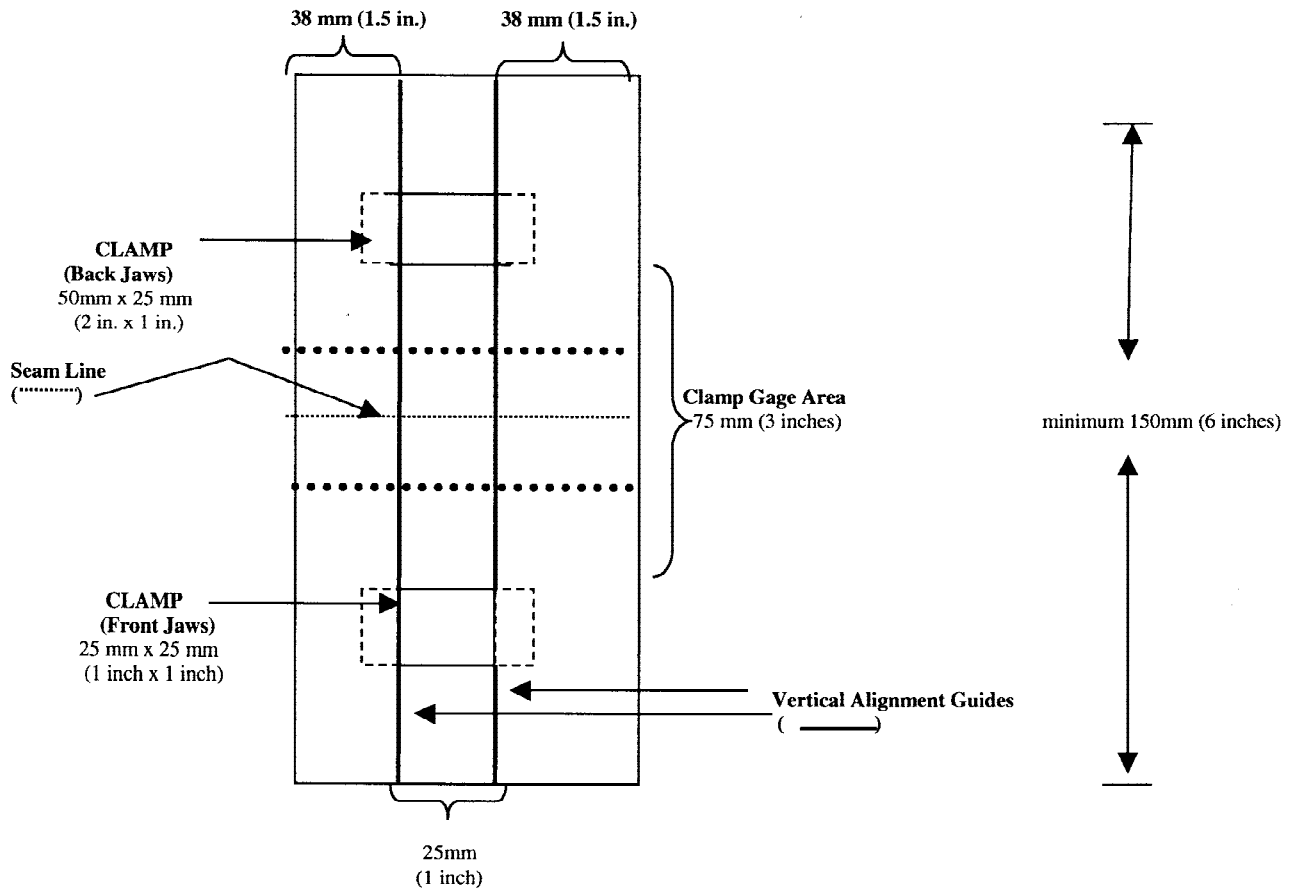 38 mm (1.5 in.)
38 mm (1.5 in.)
CLAMP
(Back Jaws)
50mm x 25 mm
(2 in. x 1 in.)
Seam Line
(..............)
Clamp Gage Area
75 mm (3 inches)
minimum 150mm (6 inches)
CLAMP
(Front Jaws)
25 mm x 25 mm
(1 inch x 1 inch)
Vertical Alignment Guides
( ______ )
25mm
(1 inch)